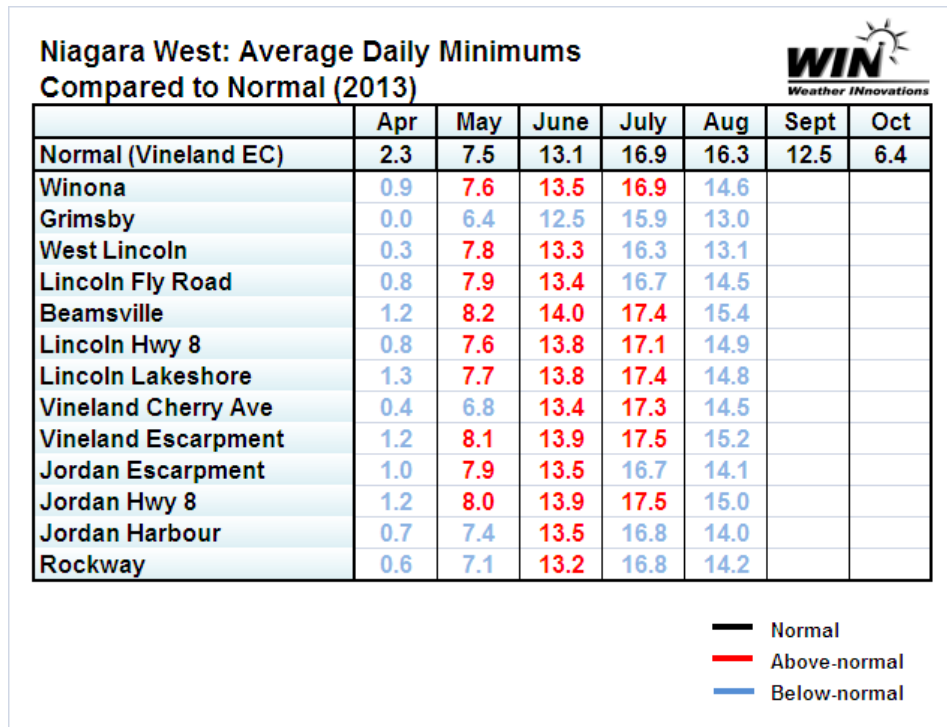 Niagara West: Average Daily Minimums
Compared to Normal (2013)
WIN
Weather INnovations
Apr May June July Aug Sept Oct
Normal (Vineland EC) 2.3 7.5 13.1 16.9 16.3 12.5 6.4
Winona 0.9 7.6 13.5 16.9 14.6
Grimsby 0.0 6.4 12.5 15.9 13.0
West Lincoln 0.3 7.8 13.3 16.3 13.1
Lincoln Fly Road 0.8 7.9 13.4 16.7 14.5
Beamsville 1.2 8.2 14.0 17.4 15.4
Lincoln Hwy 8 0.8 7.6 13.8 17.1 14.9
Lincoln Lakeshore 1.3 7.7 13.8 17.4 14.8
Vineland Cherry Ave 0.4 6.8 13.4 17.3 14.5
Vineland Escarpment 1.2 8.1 13.9 17.5 15.2
Jordan Escarpment 1.0 7.9 13.5 16.7 14.1
Jordan Hwy 8 1.2 8.0 13.9 17.5 15.0
Jordan Harbour 0.7 7.4 13.5 16.8 14.0
Rockway 0.6 7.1 13.2 16.8 14.2
Normal
Above-normal
Below-normal